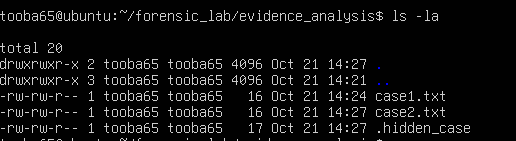 tooba65@ubuntu:~/forensic_lab/evidence_analysis$ ls -la
total 20
drwxrwxr-x 2 tooba65 tooba65 4096 Oct 21 14:27 .
drwxrwxr-x 3 tooba65 tooba65 4096 Oct 21 14:21 ..
-rw-rw-r-- 1 tooba65 tooba65   16 Oct 21 14:24 case1.txt
-rw-rw-r-- 1 tooba65 tooba65   16 Oct 21 14:27 case2.txt
-rw-rw-r-- 1 tooba65 tooba65   17 Oct 21 14:27 .hidden_case